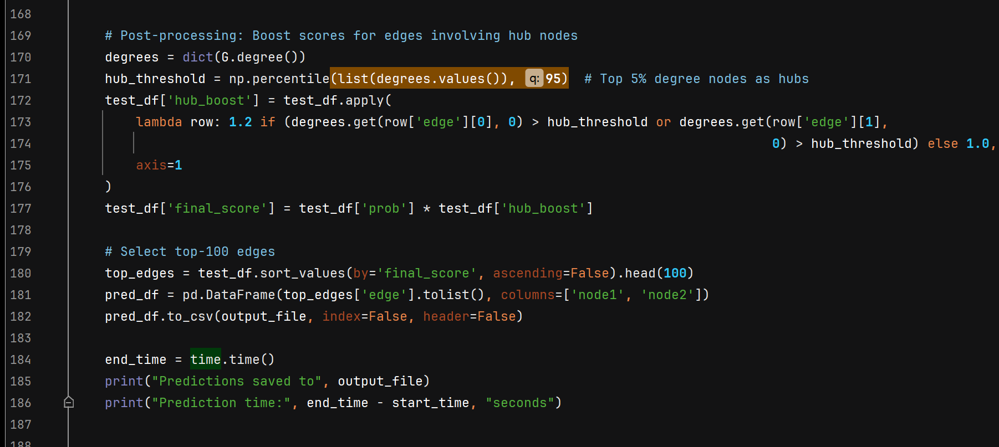 168
169 # Post-processing: Boost scores for edges involving hub nodes
170 degrees = dict(G.degree())
171 hub_threshold = np.percentile(list(degrees.values()), q: 95)  # Top 5% degree nodes as hubs
172 test_df['hub_boost'] = test_df.apply(
173     lambda row: 1.2 if (degrees.get(row['edge'][0], 0) > hub_threshold or degrees.get(row['edge'][1],
174     0) > hub_threshold) else 1.0,
175     axis=1
176 )
177 test_df['final_score'] = test_df['prob'] * test_df['hub_boost']
178
179 # Select top-100 edges
180 top_edges = test_df.sort_values(by='final_score', ascending=False).head(100)
181 pred_df = pd.DataFrame(top_edges['edge'].tolist(), columns=['node1', 'node2'])
182 pred_df.to_csv(output_file, index=False, header=False)
183
184 end_time = time.time()
185 print("Predictions saved to", output_file)
186 print("Prediction time:", end_time - start_time, "seconds")
187
188